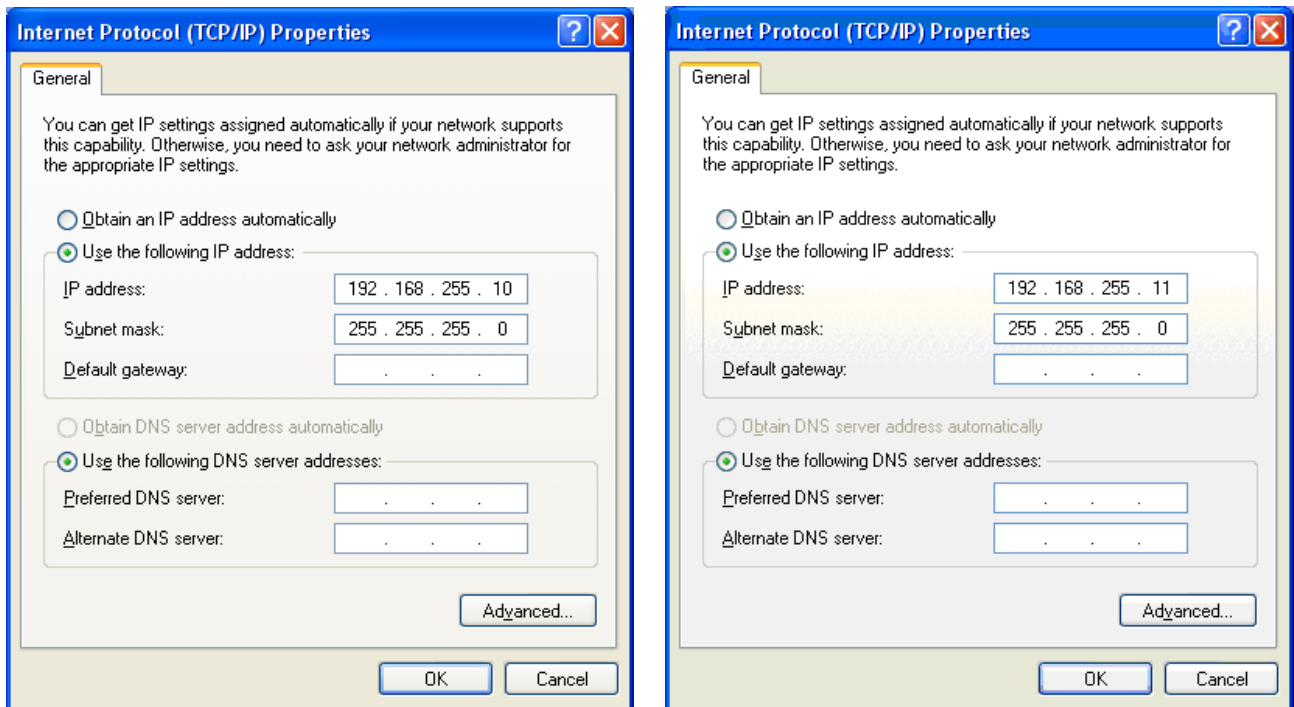 Internet Protocol (TCP/IP) Properties
General
You can get IP settings assigned automatically if your network supports
this capability. Otherwise, you need to ask your network administrator for
the appropriate IP settings.
Obtain an IP address automatically
Use the following IP address:
IP address: 192 . 168 . 255 . 10
Subnet mask: 255 . 255 . 255 . 0
Default gateway: . . .
Obtain DNS server address automatically
Use the following DNS server addresses:
Preferred DNS server: . . .
Alternate DNS server: . . .
Advanced...
OK Cancel
Internet Protocol (TCP/IP) Properties
General
You can get IP settings assigned automatically if your network supports
this capability. Otherwise, you need to ask your network administrator for
the appropriate IP settings.
Obtain an IP address automatically
Use the following IP address:
IP address: 192 . 168 . 255 . 11
Subnet mask: 255 . 255 . 255 . 0
Default gateway: . . .
Obtain DNS server address automatically
Use the following DNS server addresses:
Preferred DNS server: . . .
Alternate DNS server: . . .
Advanced...
OK Cancel